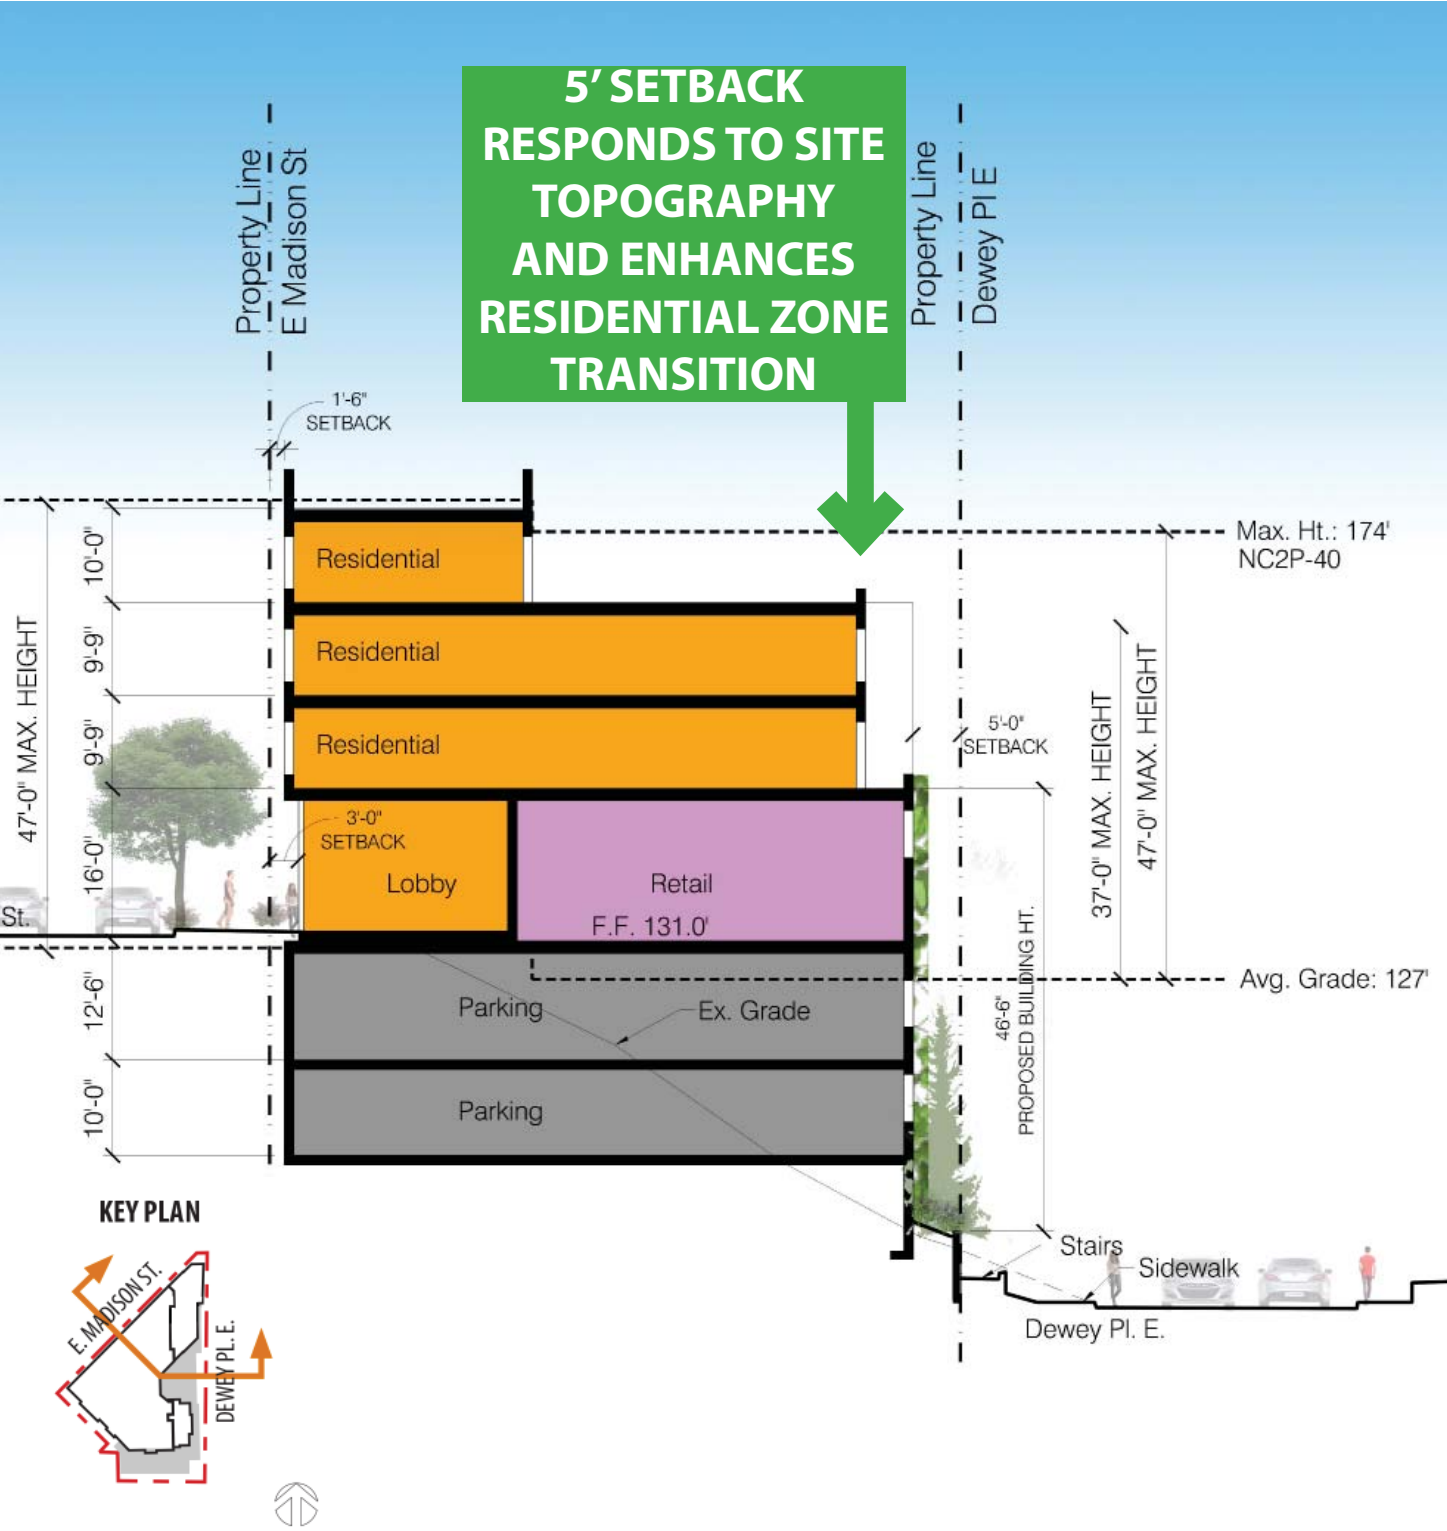 5’ SETBACK
RESPONDS TO SITE
TOPOGRAPHY
AND ENHANCES
RESIDENTIAL ZONE
TRANSITION
Property Line
E Madison St
Property Line
Dewey Pl E
1'-6"
SETBACK
Max. Ht.: 174'
NC2P-40
10'-0"
9'-9"
9'-9"
16'-0"
12'-6"
10'-0"
47'-0" MAX. HEIGHT
Residential
Residential
Residential
3'-0"
SETBACK
Lobby
Retail
F.F. 131.0'
5'-0"
SETBACK
37'-0" MAX. HEIGHT
47'-0" MAX. HEIGHT
St.
Parking
Ex. Grade
Parking
46'-6"
PROPOSED BUILDING HT.
Avg. Grade: 127'
Stairs
Sidewalk
Dewey Pl. E.
KEY PLAN
E. MADISON ST.
DEWEY PL. E.